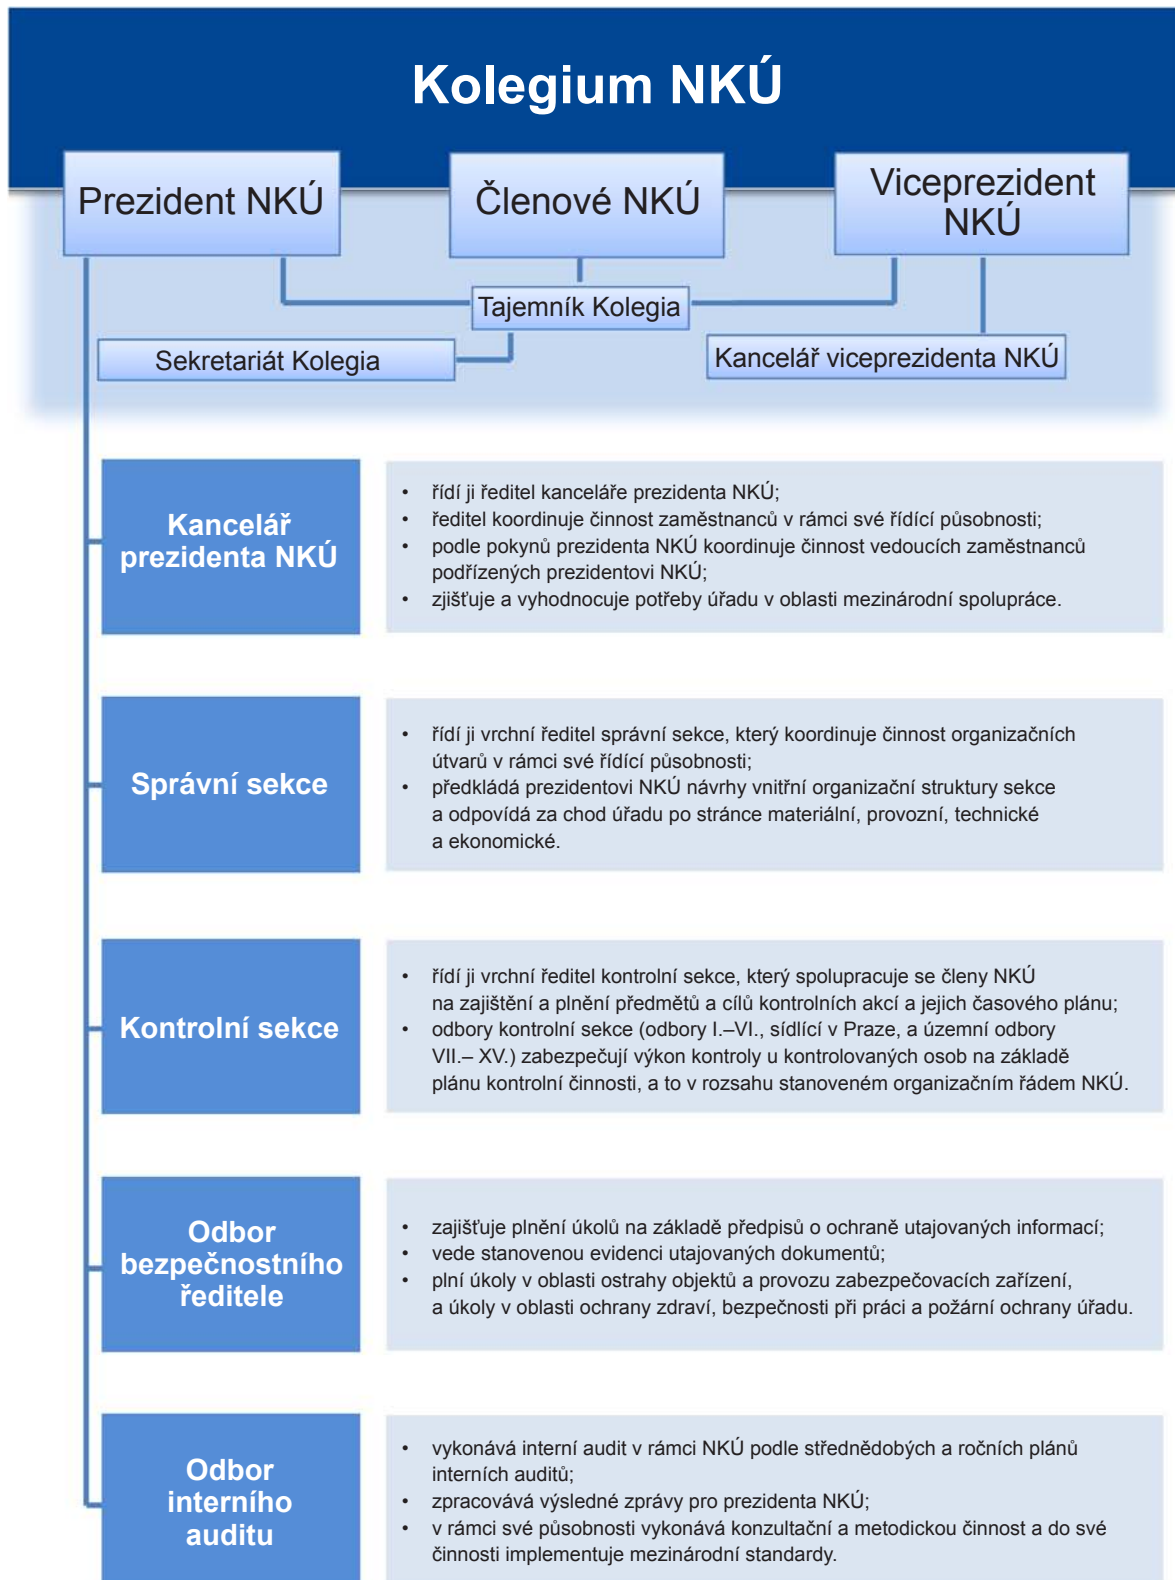 Kolegium NKÚ
Prezident NKÚ
Členové NKÚ
Viceprezident
NKÚ
Tajemník Kolegia
Sekretariát Kolegia
Kancelář viceprezidenta NKÚ
Kancelář
prezidenta NKÚ
• řídí ji ředitel kanceláře prezidenta NKÚ;
• ředitel koordinuje činnost zaměstnanců v rámci své řídící působnosti;
• podle pokynů prezidenta NKÚ koordinuje činnost vedoucích zaměstnanců
podřízených prezidentovi NKÚ;
• zjišťuje a vyhodnocuje potřeby úřadu v oblasti mezinárodní spolupráce.
Správní sekce
• řídí ji vrchní ředitel správní sekce, který koordinuje činnost organizačních
útvarů v rámci své řídící působnosti;
• předkládá prezidentovi NKÚ návrhy vnitřní organizační struktury sekce
a odpovídá za chod úřadu po stránce materiální, provozní, technické
a ekonomické.
Kontrolní sekce
• řídí ji vrchní ředitel kontrolní sekce, který spolupracuje se členy NKÚ
na zajištění a plnění předmětů a cílů kontrolních akcí a jejich časového plánu;
• odbory kontrolní sekce (odbory I.–VI., sídlící v Praze, a územní odbory
VII.– XV.) zabezpečují výkon kontroly u kontrolovaných osob na základě
plánu kontrolní činnosti, a to v rozsahu stanoveném organizačním řádem NKÚ.
Odbor
bezpečnostního
ředitele
• zajišťuje plnění úkolů na základě předpisů o ochraně utajovaných informací;
• vede stanovenou evidenci utajovaných dokumentů;
• plní úkoly v oblasti ostrahy objektů a provozu zabezpečovacích zařízení,
a úkoly v oblasti ochrany zdraví, bezpečnosti při práci a požární ochrany úřadu.
Odbor
interního
auditu
• vykonává interní audit v rámci NKÚ podle střednědobých a ročních plánů
interních auditů;
• zpracovává výsledné zprávy pro prezidenta NKÚ;
• v rámci své působnosti vykonává konzultační a metodickou činnost a do své
činnosti implementuje mezinárodní standardy.